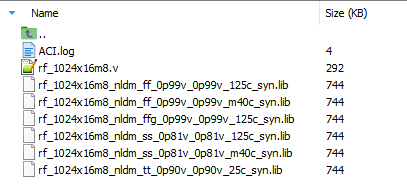 Name Size (KB)
..
ACI.log 4
rf_1024x16m8.v 292
rf_1024x16m8_nldm_ff_0p99v_0p99v_125c_syn.lib 744
rf_1024x16m8_nldm_ff_0p99v_0p99v_m40c_syn.lib 744
rf_1024x16m8_nldm_ffg_0p99v_0p99v_125c_syn.lib 744
rf_1024x16m8_nldm_ss_0p81v_0p81v_125c_syn.lib 744
rf_1024x16m8_nldm_ss_0p81v_0p81v_m40c_syn.lib 744
rf_1024x16m8_nldm_tt_0p90v_0p90v_25c_syn.lib 744